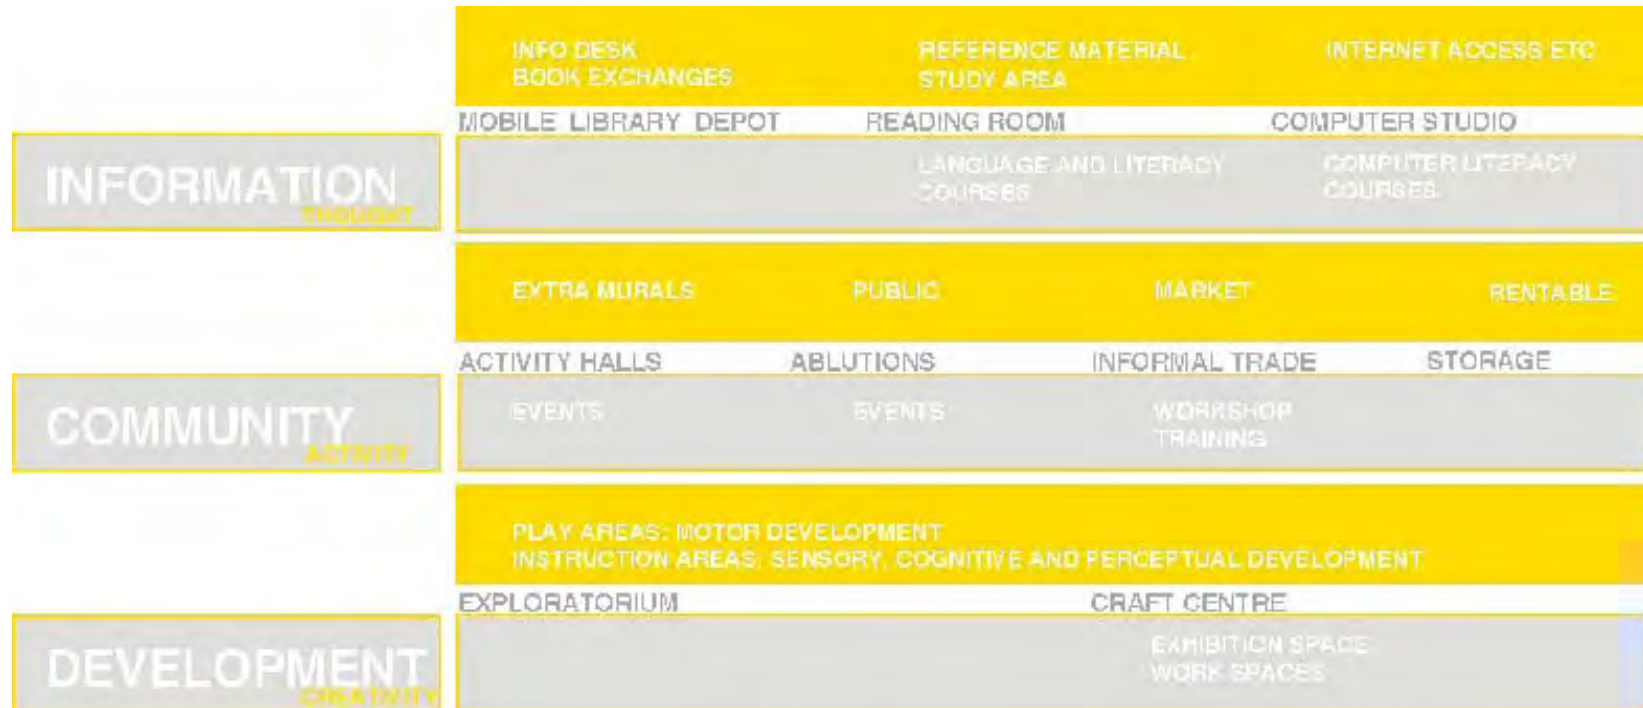 INFO DESK
BOOK EXCHANGES
REFERENCE MATERIAL
STUDY AREA
INTERNET ACCESS ETC
MOBILE LIBRARY DEPOT
READING ROOM
COMPUTER STUDIO
INFORMATION
THOUGHT
LANGUAGE AND LITERACY
COURSES
COMPUTER LITERACY
COURSES
EXTRA MURALS
PUBLIC
MARKET
RENTABLE
ACTIVITY HALLS
ABLUTIONS
INFORMAL TRADE
STORAGE
COMMUNITY
ACTIVITY
EVENTS
EVENTS
WORKSHOP
TRAINING
PLAY AREAS: MOTOR DEVELOPMENT
INSTRUCTION AREAS: SENSORY, COGNITIVE AND PERCEPTUAL DEVELOPMENT
EXPLORATORIUM
CRAFT CENTRE
DEVELOPMENT
CREATIVITY
EXHIBITION SPACE
WORK SPACES